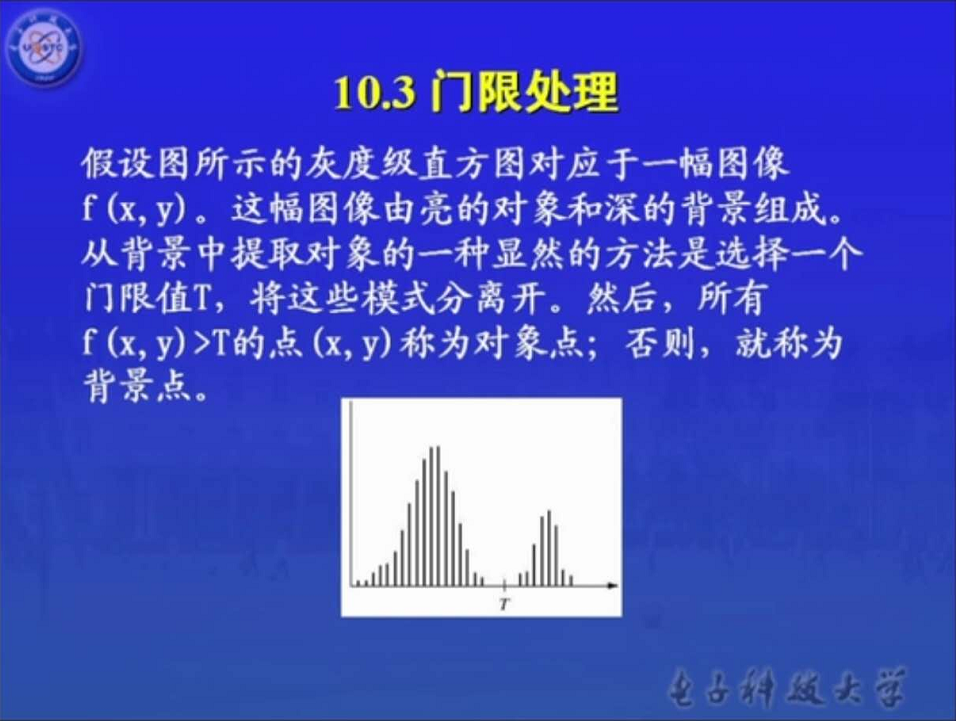 10.3 门限处理
假设图所示的灰度级直方图对应于一幅图像
f(x,y)。这幅图像由亮的对象和深的背景组成。
从背景中提取对象的一种显然的方法是选择一个
门限值T，将这些模式分离开。然后，所有
f(x,y)>T的点(x,y)称为对象点；否则，就称为
背景点。
T
电子科技大学